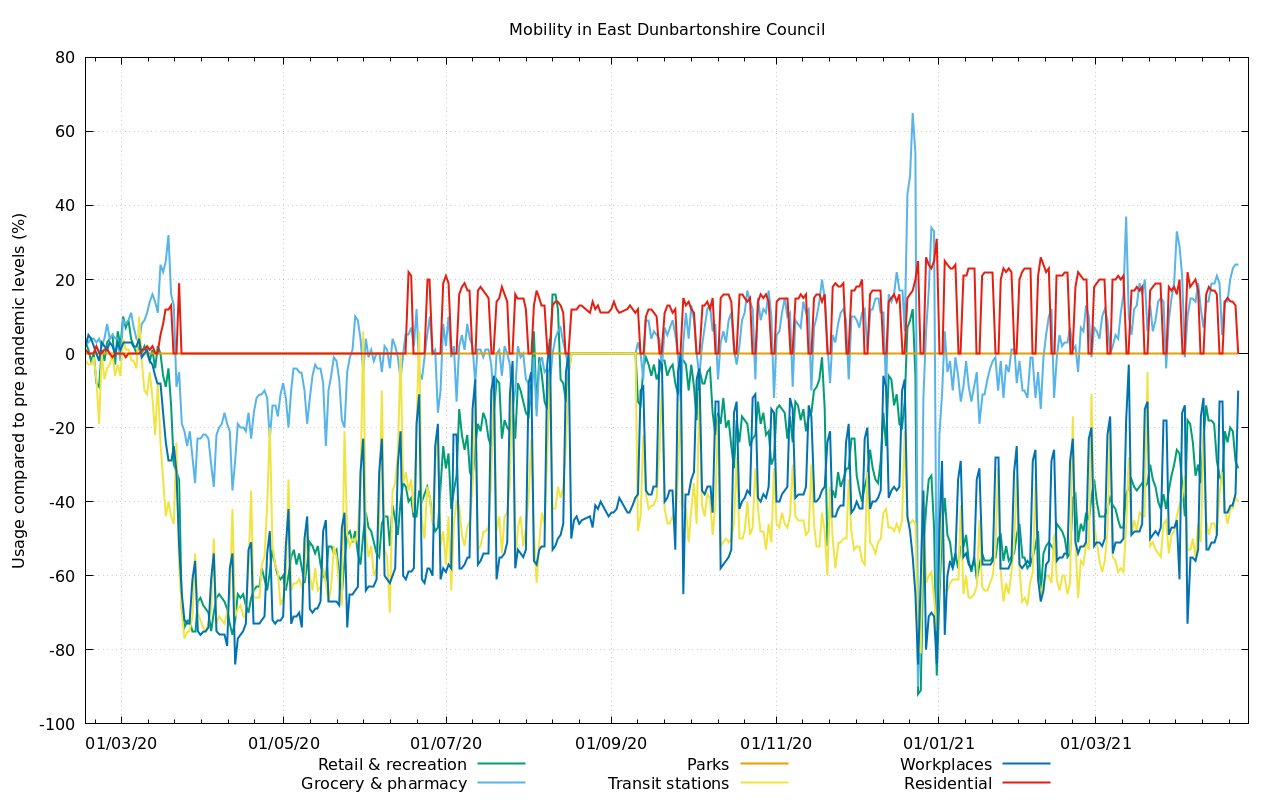 Mobility in East Dunbartonshire Council
Usage compared to pre pandemic levels (%)
80
60
40
20
0
-20
-40
-60
-80
-100
01/03/20 01/05/20 01/07/20 01/09/20 01/11/20 01/01/21 01/03/21
Retail & recreation Parks Workplaces
Grocery & pharmacy Transit stations Residential